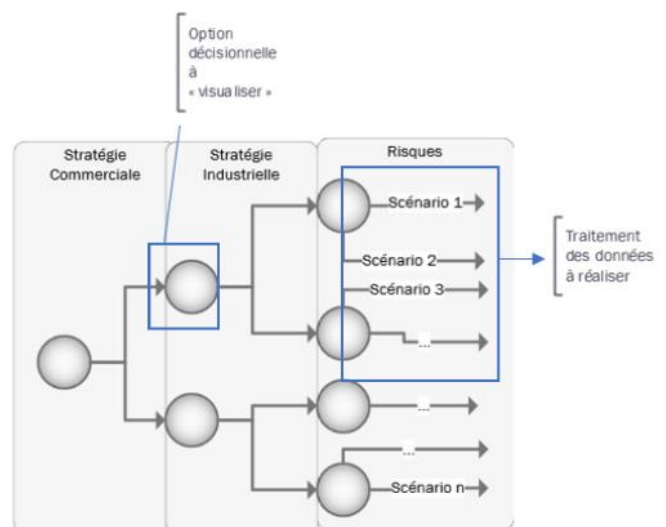 Option
décisionnelle
à
« visualiser »
Stratégie
Commerciale
Stratégie
Industrielle
Risques
Scénario 1
Scénario 2
Scénario 3
...
...
...
Scénario n
Traitement
des données
à réaliser